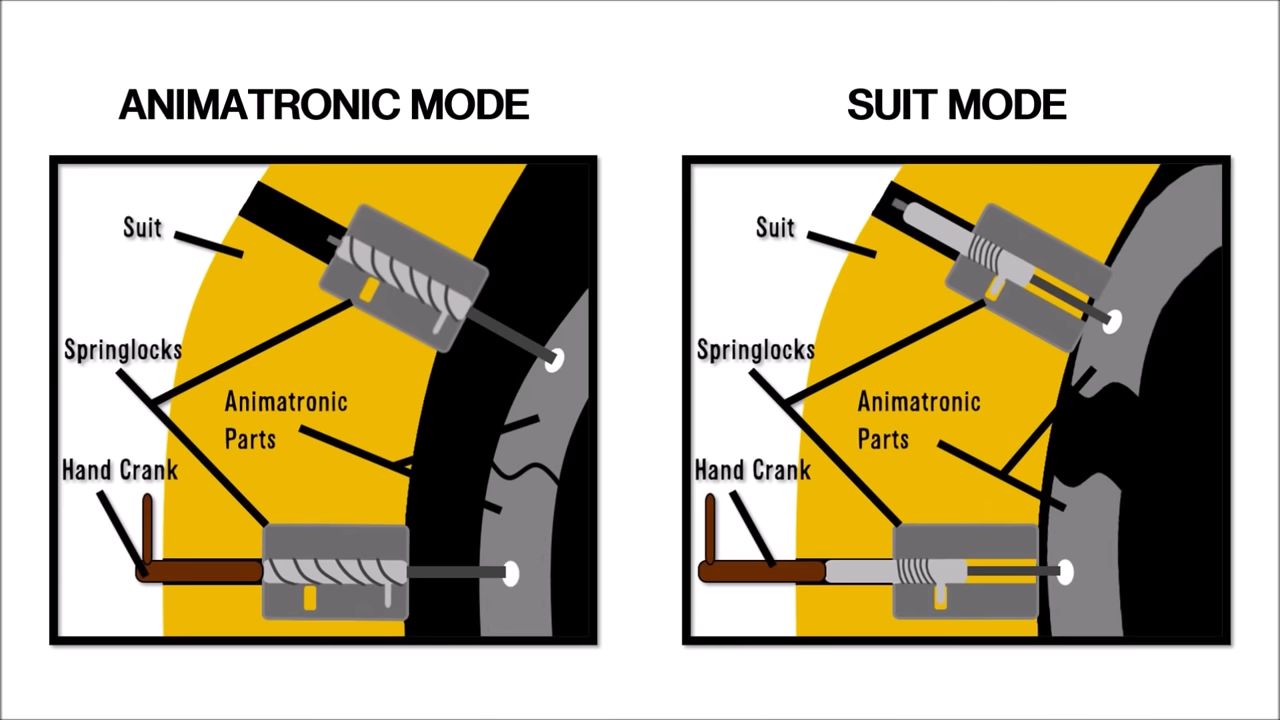 ANIMATRONIC MODE
Suit
Springlocks
Animatronic
Parts
Hand Crank
SUIT MODE
Suit
Springlocks
Animatronic
Parts
Hand Crank